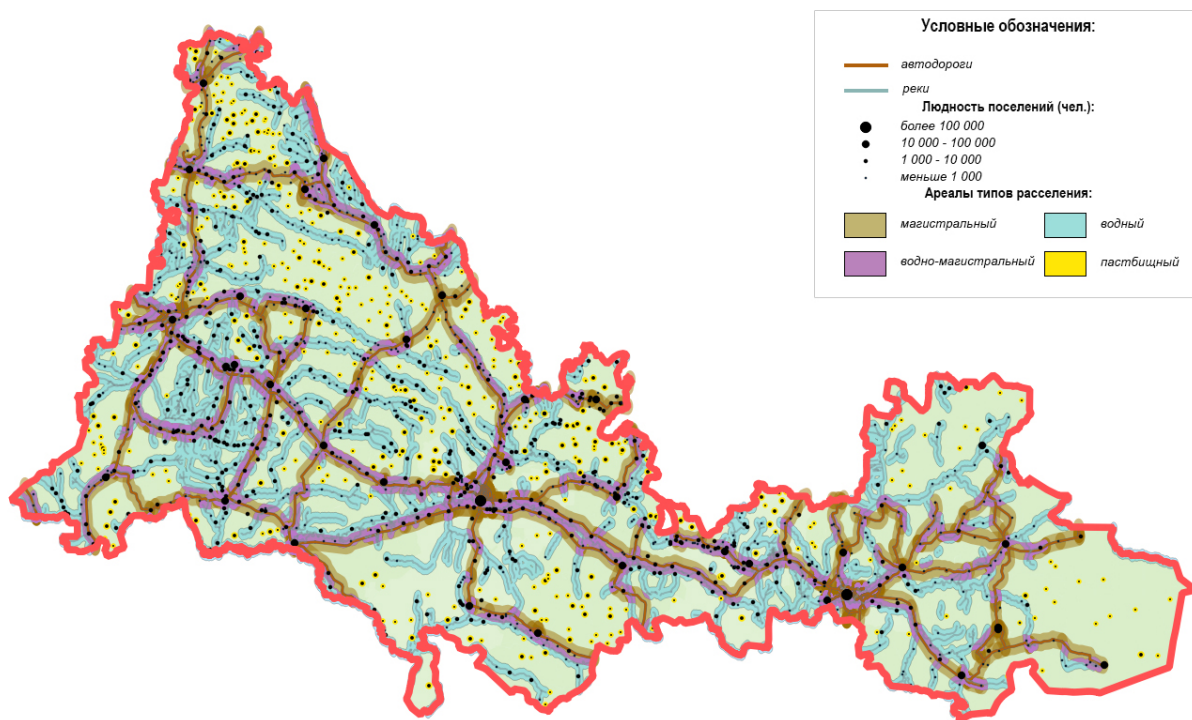 Условные обозначения:
автодороги
реки
Людность поселений (чел.):
более 100 000
10 000 - 100 000
1 000 - 10 000
меньше 1 000
Ареалы типов расселения:
магистральный
водный
водно-магистральный
пастбищный